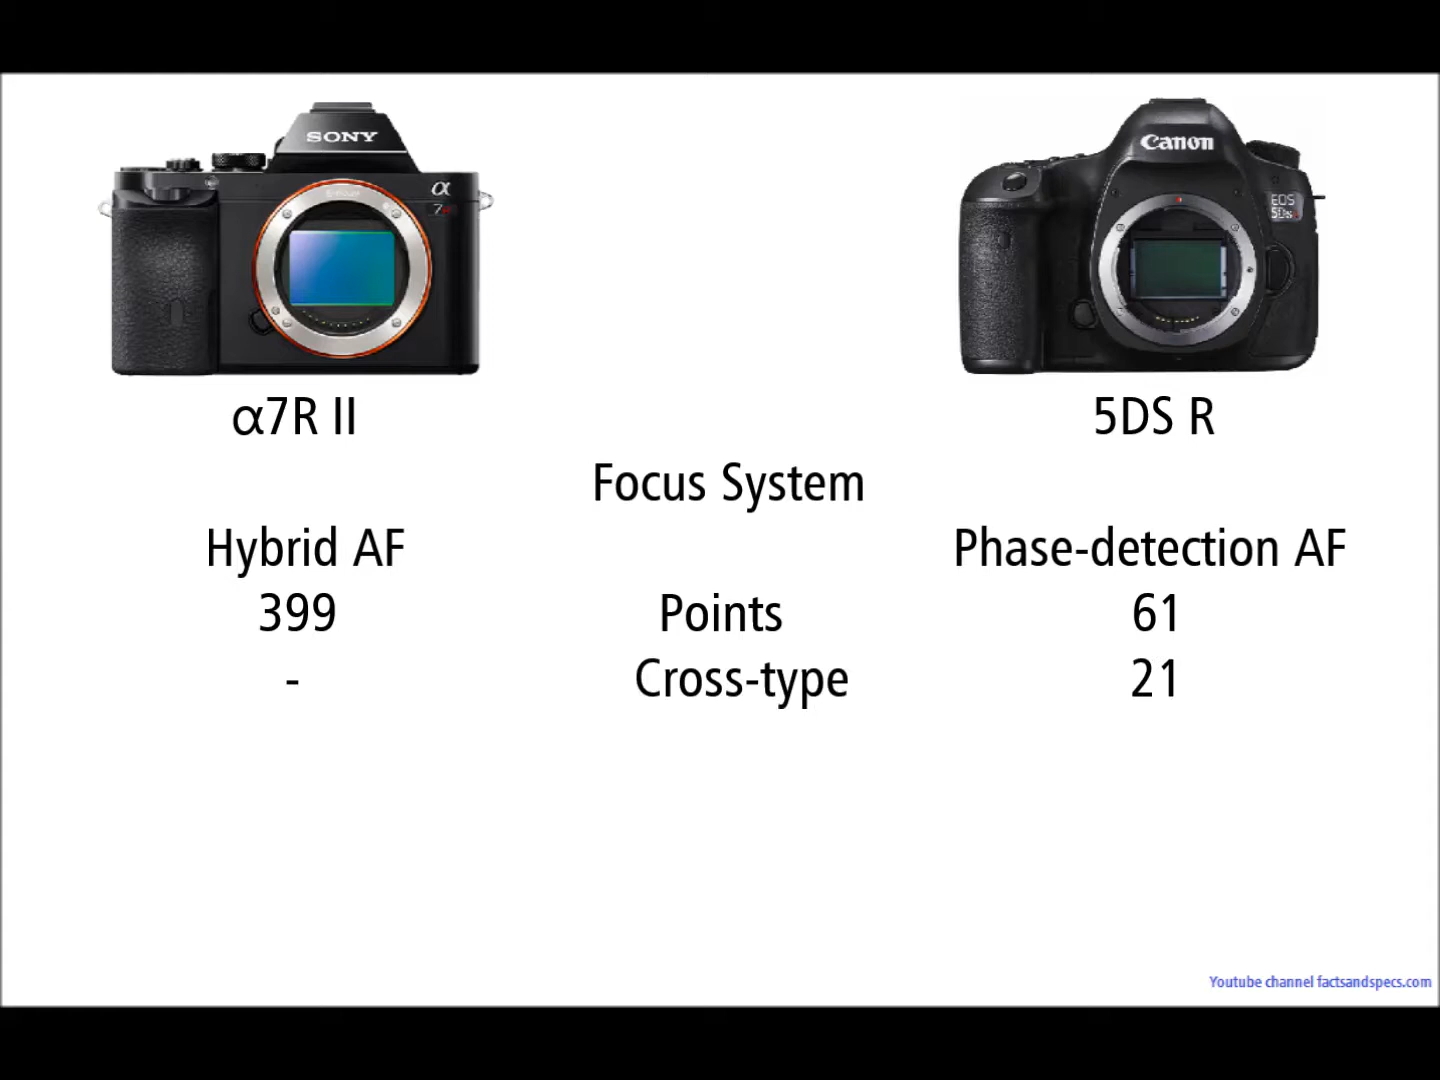 SONY
α
7R
Canon
EOS
5Ds R
α7R II
5DS R
Focus System
Hybrid AF
Phase-detection AF
399
Points
61
-
Cross-type
21
Youtube channel factsandspecs.com